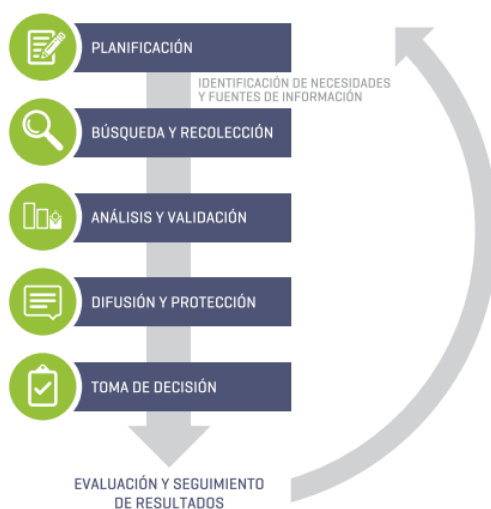 PLANIFICACIÓN
IDENTIFICACIÓN DE NECESIDADES
Y FUENTES DE INFORMACIÓN
BÚSQUEDA Y RECOLECCIÓN
ANÁLISIS Y VALIDACIÓN
DIFUSIÓN Y PROTECCIÓN
TOMA DE DECISIÓN
EVALUACIÓN Y SEGUIMIENTO
DE RESULTADOS